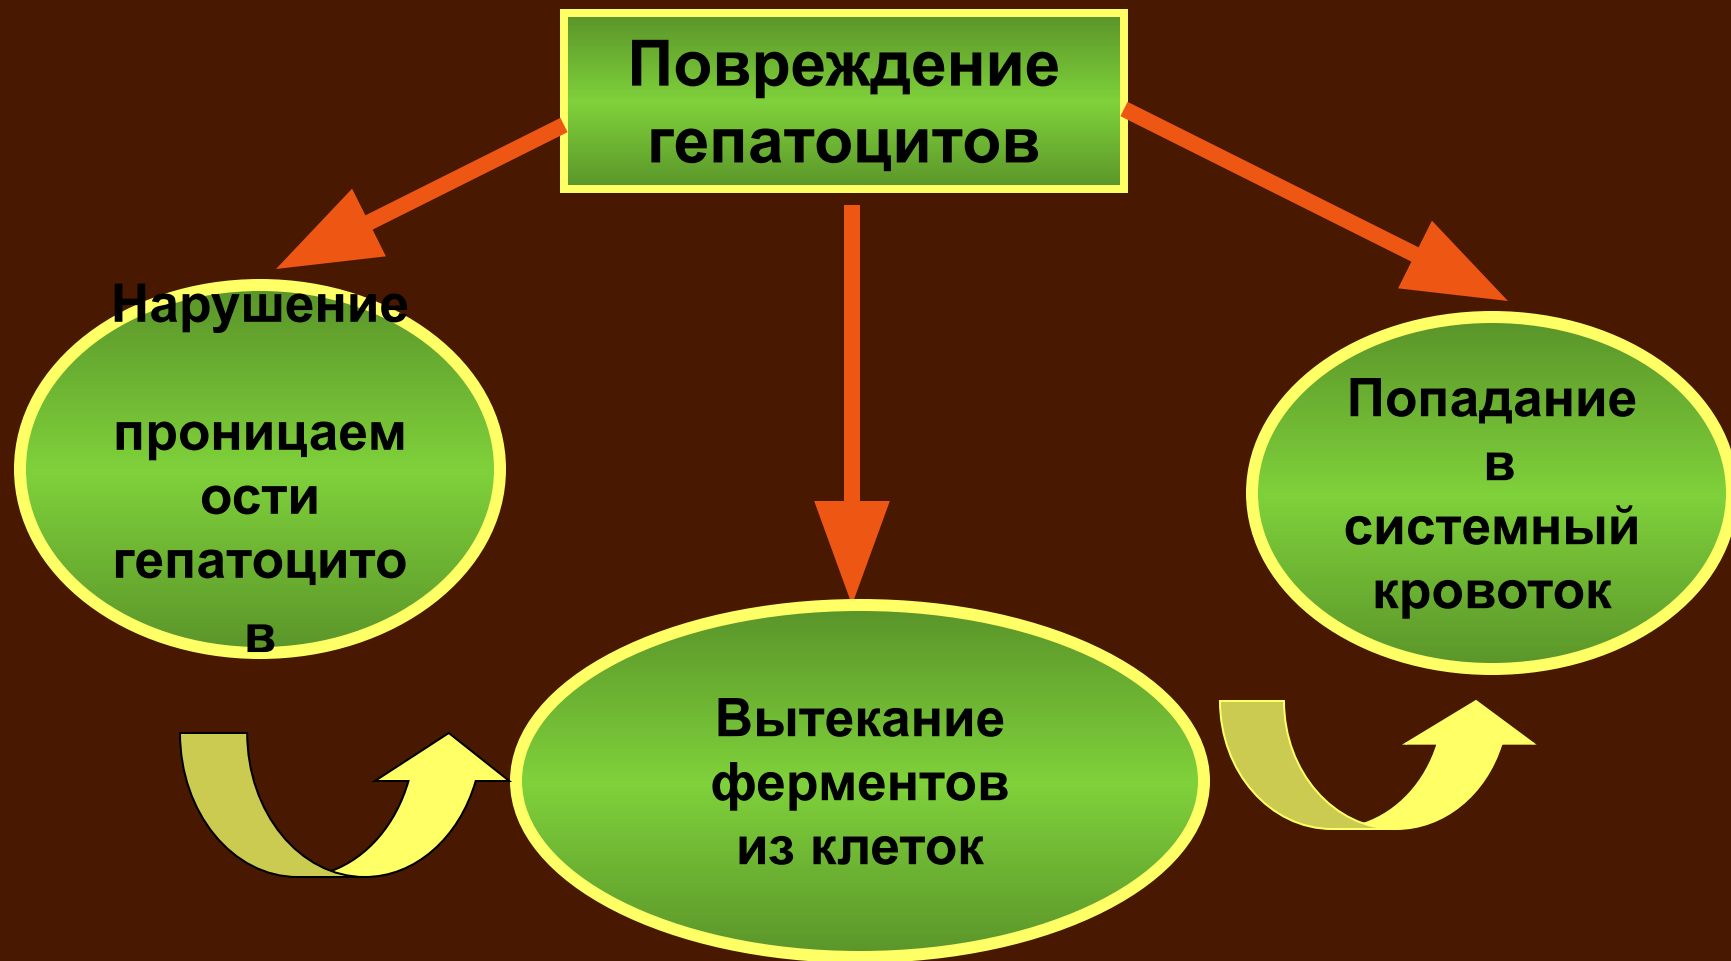 Повреждение
гепатоцитов
Нарушение
проницаем
ости
гепатоцито
в
Вытекание
ферментов
из клеток
Попадание
в
системный
кровоток